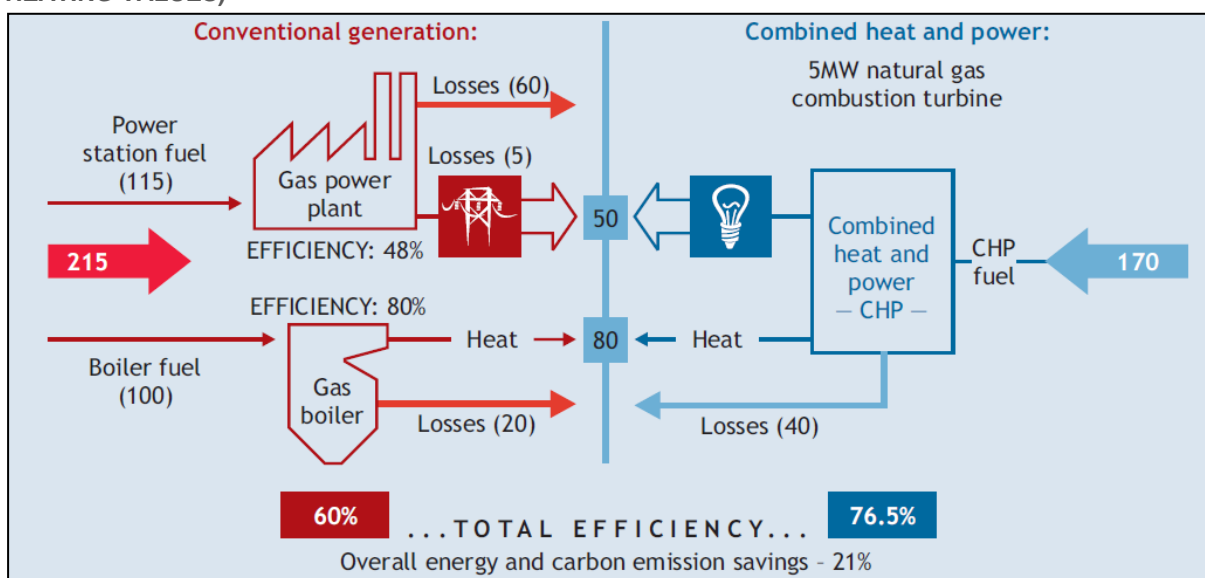 Conventional generation:
Combined heat and power:
5MW natural gas
combustion turbine
Losses (60)
Power
station fuel
(115)
Losses (5)
Gas power
plant
EFFICIENCY: 48%
215
50
Combined
heat and
power
— CHP —
CHP
fuel
170
EFFICIENCY: 80%
Heat
80
Heat
Boiler fuel
(100)
Gas
boiler
Losses (20)
Losses (40)
60%
...TOTAL EFFICIENCY...
76.5%
Overall energy and carbon emission savings - 21%